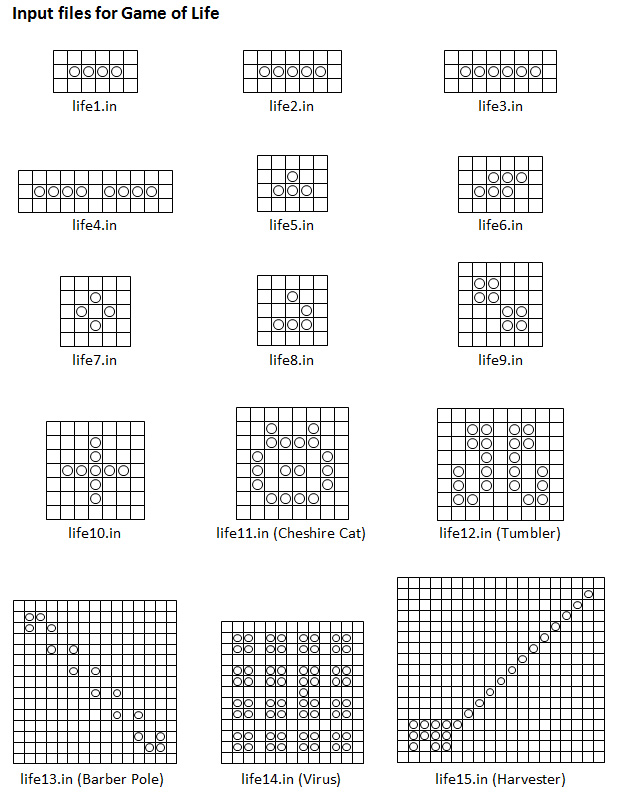 Input files for Game of Life
life1.in
life2.in
life3.in
life4.in
life5.in
life6.in
life7.in
life8.in
life9.in
life10.in
life11.in (Cheshire Cat)
life12.in (Tumbler)
life13.in (Barber Pole)
life14.in (Virus)
life15.in (Harvester)